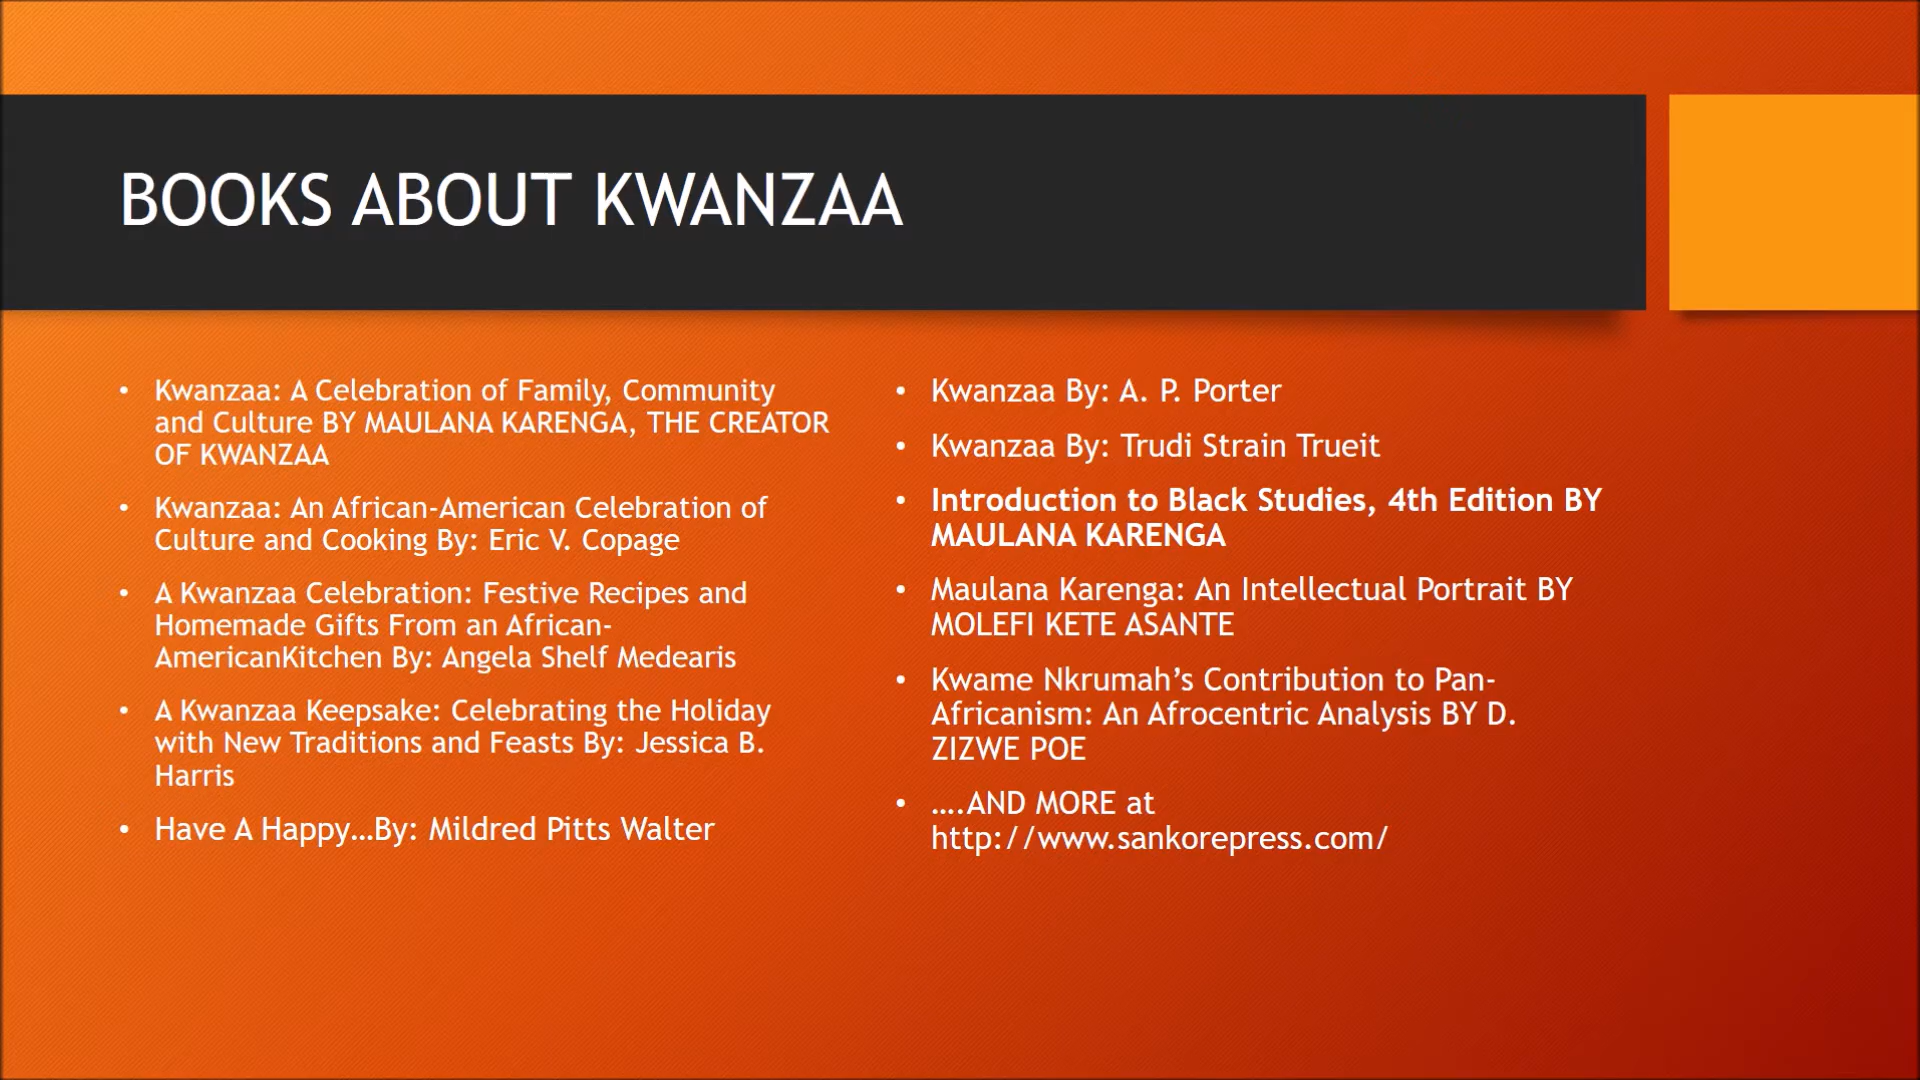 BOOKS ABOUT KWANZAA
• Kwanzaa: A Celebration of Family, Community
and Culture BY MAULANA KARENGA, THE CREATOR
OF KWANZAA
• Kwanzaa: An African-American Celebration of
Culture and Cooking By: Eric V. Copage
• A Kwanzaa Celebration: Festive Recipes and
Homemade Gifts From an African-
AmericanKitchen By: Angela Shelf Medearis
• A Kwanzaa Keepsake: Celebrating the Holiday
with New Traditions and Feasts By: Jessica B.
Harris
• Have A Happy…By: Mildred Pitts Walter
• Kwanzaa By: A. P. Porter
• Kwanzaa By: Trudi Strain Trueit
• Introduction to Black Studies, 4th Edition BY
MAULANA KARENGA
• Maulana Karenga: An Intellectual Portrait BY
MOLEFI KETE ASANTE
• Kwame Nkrumah’s Contribution to Pan-
Africanism: An Afrocentric Analysis BY D.
ZIZWE POE
• ….AND MORE at
http://www.sankorepress.com/